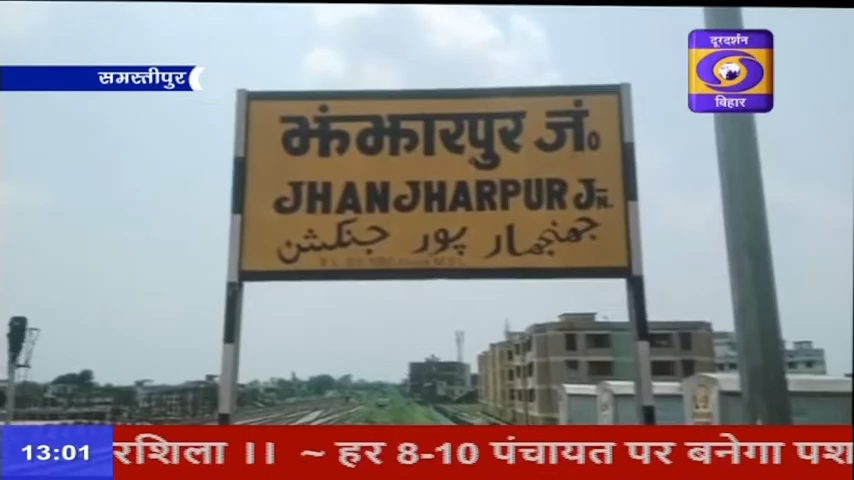 दूरदर्शन
बिहार
समस्तीपुर
झंझारपुर जं०
JHANJHARPUR JN.
جھنجھار پور جنکشن
13:01 रशिला ।। ~ हर 8-10 पंचायत पर बनेगा पश